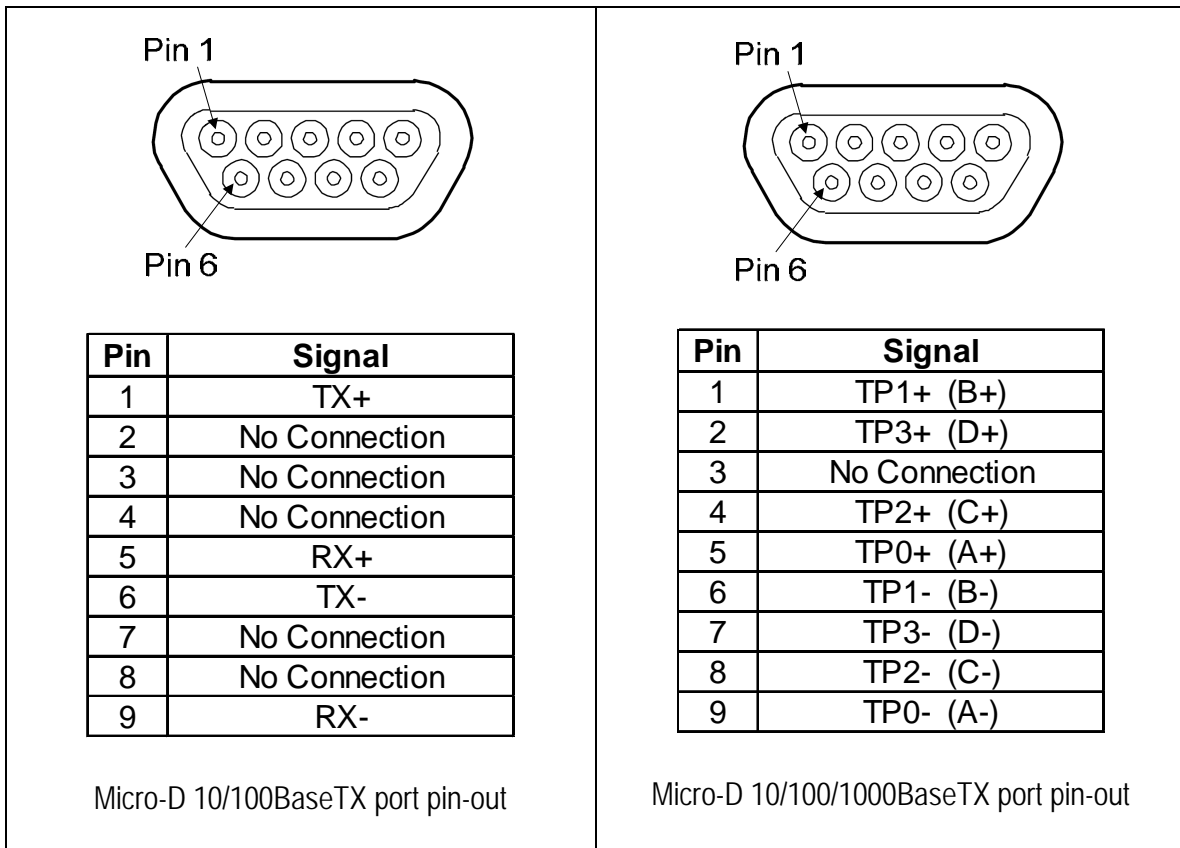 Pin 1
Pin 6
Pin Signal
1 TX+
2 No Connection
3 No Connection
4 No Connection
5 RX+
6 TX-
7 No Connection
8 No Connection
9 RX-
Micro-D 10/100BaseTX port pin-out
Pin 1
Pin 6
Pin Signal
1 TP1+ (B+)
2 TP3+ (D+)
3 No Connection
4 TP2+ (C+)
5 TP0+ (A+)
6 TP1- (B-)
7 TP3- (D-)
8 TP2- (C-)
9 TP0- (A-)
Micro-D 10/100/1000BaseTX port pin-out